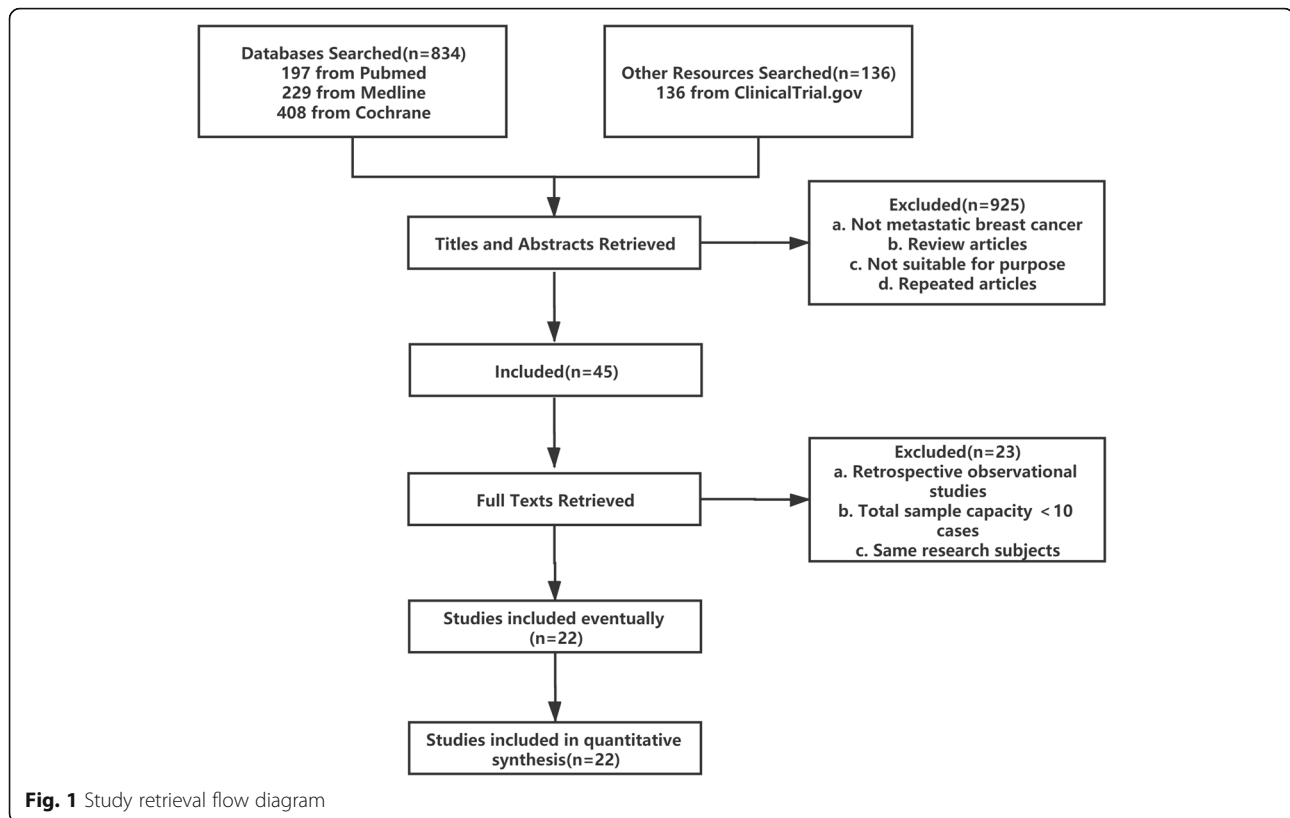 Databases Searched(n=834)
197 from Pubmed
229 from Medline
408 from Cochrane
Other Resources Searched(n=136)
136 from ClinicalTrial.gov
Titles and Abstracts Retrieved
Excluded(n=925)
a. Not metastatic breast cancer
b. Review articles
c. Not suitable for purpose
d. Repeated articles
Included(n=45)
Full Texts Retrieved
Excluded(n=23)
a. Retrospective observational
studies
b. Total sample capacity <10
cases
c. Same research subjects
Studies included eventually
(n=22)
Studies included in quantitative
synthesis(n=22)
Fig. 1 Study retrieval flow diagram